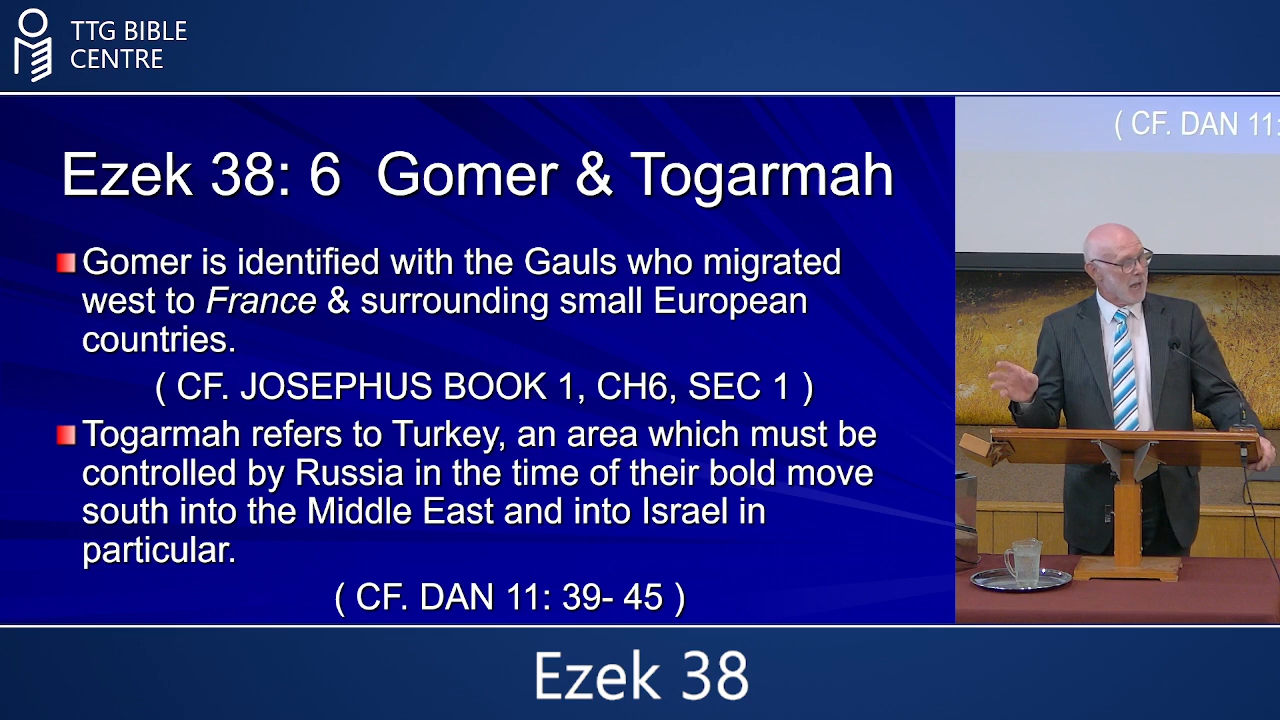 TTG BIBLE
CENTRE
Ezek 38: 6 Gomer & Togarmah
Gomer is identified with the Gauls who migrated
west to France & surrounding small European
countries.
( CF. JOSEPHUS BOOK 1, CH6, SEC 1 )
Togarmah refers to Turkey, an area which must be
controlled by Russia in the time of their bold move
south into the Middle East and into Israel in
particular.
( CF. DAN 11: 39- 45 )
( CF. DAN 11:
Ezek 38